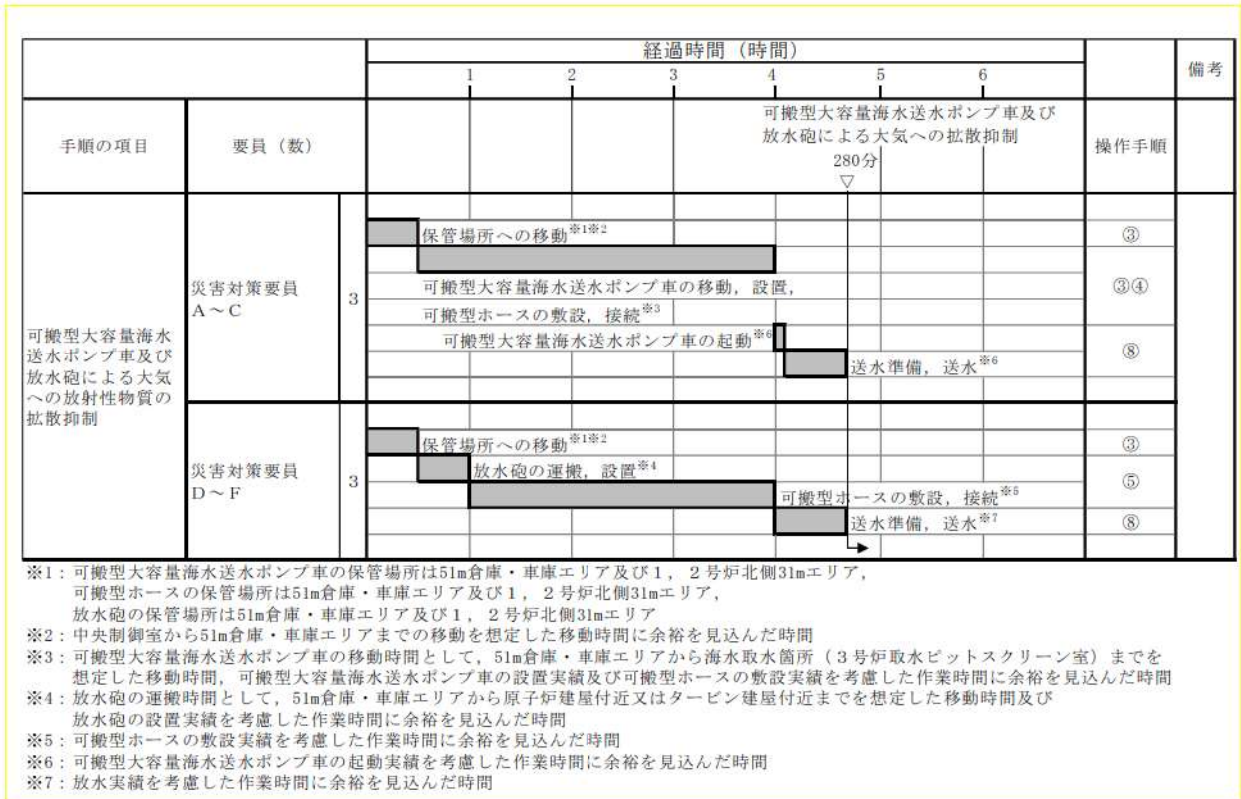 経過時間(時間)
備考
1 2 3 4 5 6
手順の項目
要員(数)
可搬型大容量海水送水ポンプ車及び
放水砲による大気への拡散抑制
280分
▽
操作手順
可搬型大容量海水
送水ポンプ車及び
放水砲による大気
への放射性物質の
拡散抑制
災害対策要員
A~C
3
保管場所への移動※1※2
③
可搬型大容量海水送水ポンプ車の移動,設置,
可搬型ホースの敷設,接続※3
③④
可搬型大容量海水送水ポンプ車の起動※6
送水準備,送水※6
⑧
災害対策要員
D~F
3
保管場所への移動※1※2
③
放水砲の運搬,設置※4
可搬型ホースの敷設,接続※5
⑤
送水準備,送水※7
⑧
※1:可搬型大容量海水送水ポンプ車の保管場所は51m倉庫・車庫エリア及び1,2号炉北側31mエリア,
可搬型ホースの保管場所は51m倉庫・車庫エリア及び1,2号炉北側31mエリア,
放水砲の保管場所は51m倉庫・車庫エリア及び1,2号炉北側31mエリア
※2:中央制御室から51m倉庫・車庫エリアまでの移動を想定した移動時間に余裕を見込んだ時間
※3:可搬型大容量海水送水ポンプ車の移動時間として,51m倉庫・車庫エリアから海水取水箇所(3号炉取水ピットスクリーン室)までを
想定した移動時間,可搬型大容量海水送水ポンプ車の設置実績及び可搬型ホースの敷設実績を考慮した作業時間に余裕を見込んだ時間
※4:放水砲の運搬時間として,51m倉庫・車庫エリアから原子炉建屋付近又はタービン建屋付近までを想定した移動時間及び
放水砲の設置実績を考慮した作業時間に余裕を見込んだ時間
※5:可搬型ホースの敷設実績を考慮した作業時間に余裕を見込んだ時間
※6:可搬型大容量海水送水ポンプ車の起動実績を考慮した作業時間に余裕を見込んだ時間
※7:放水実績を考慮した作業時間に余裕を見込んだ時間